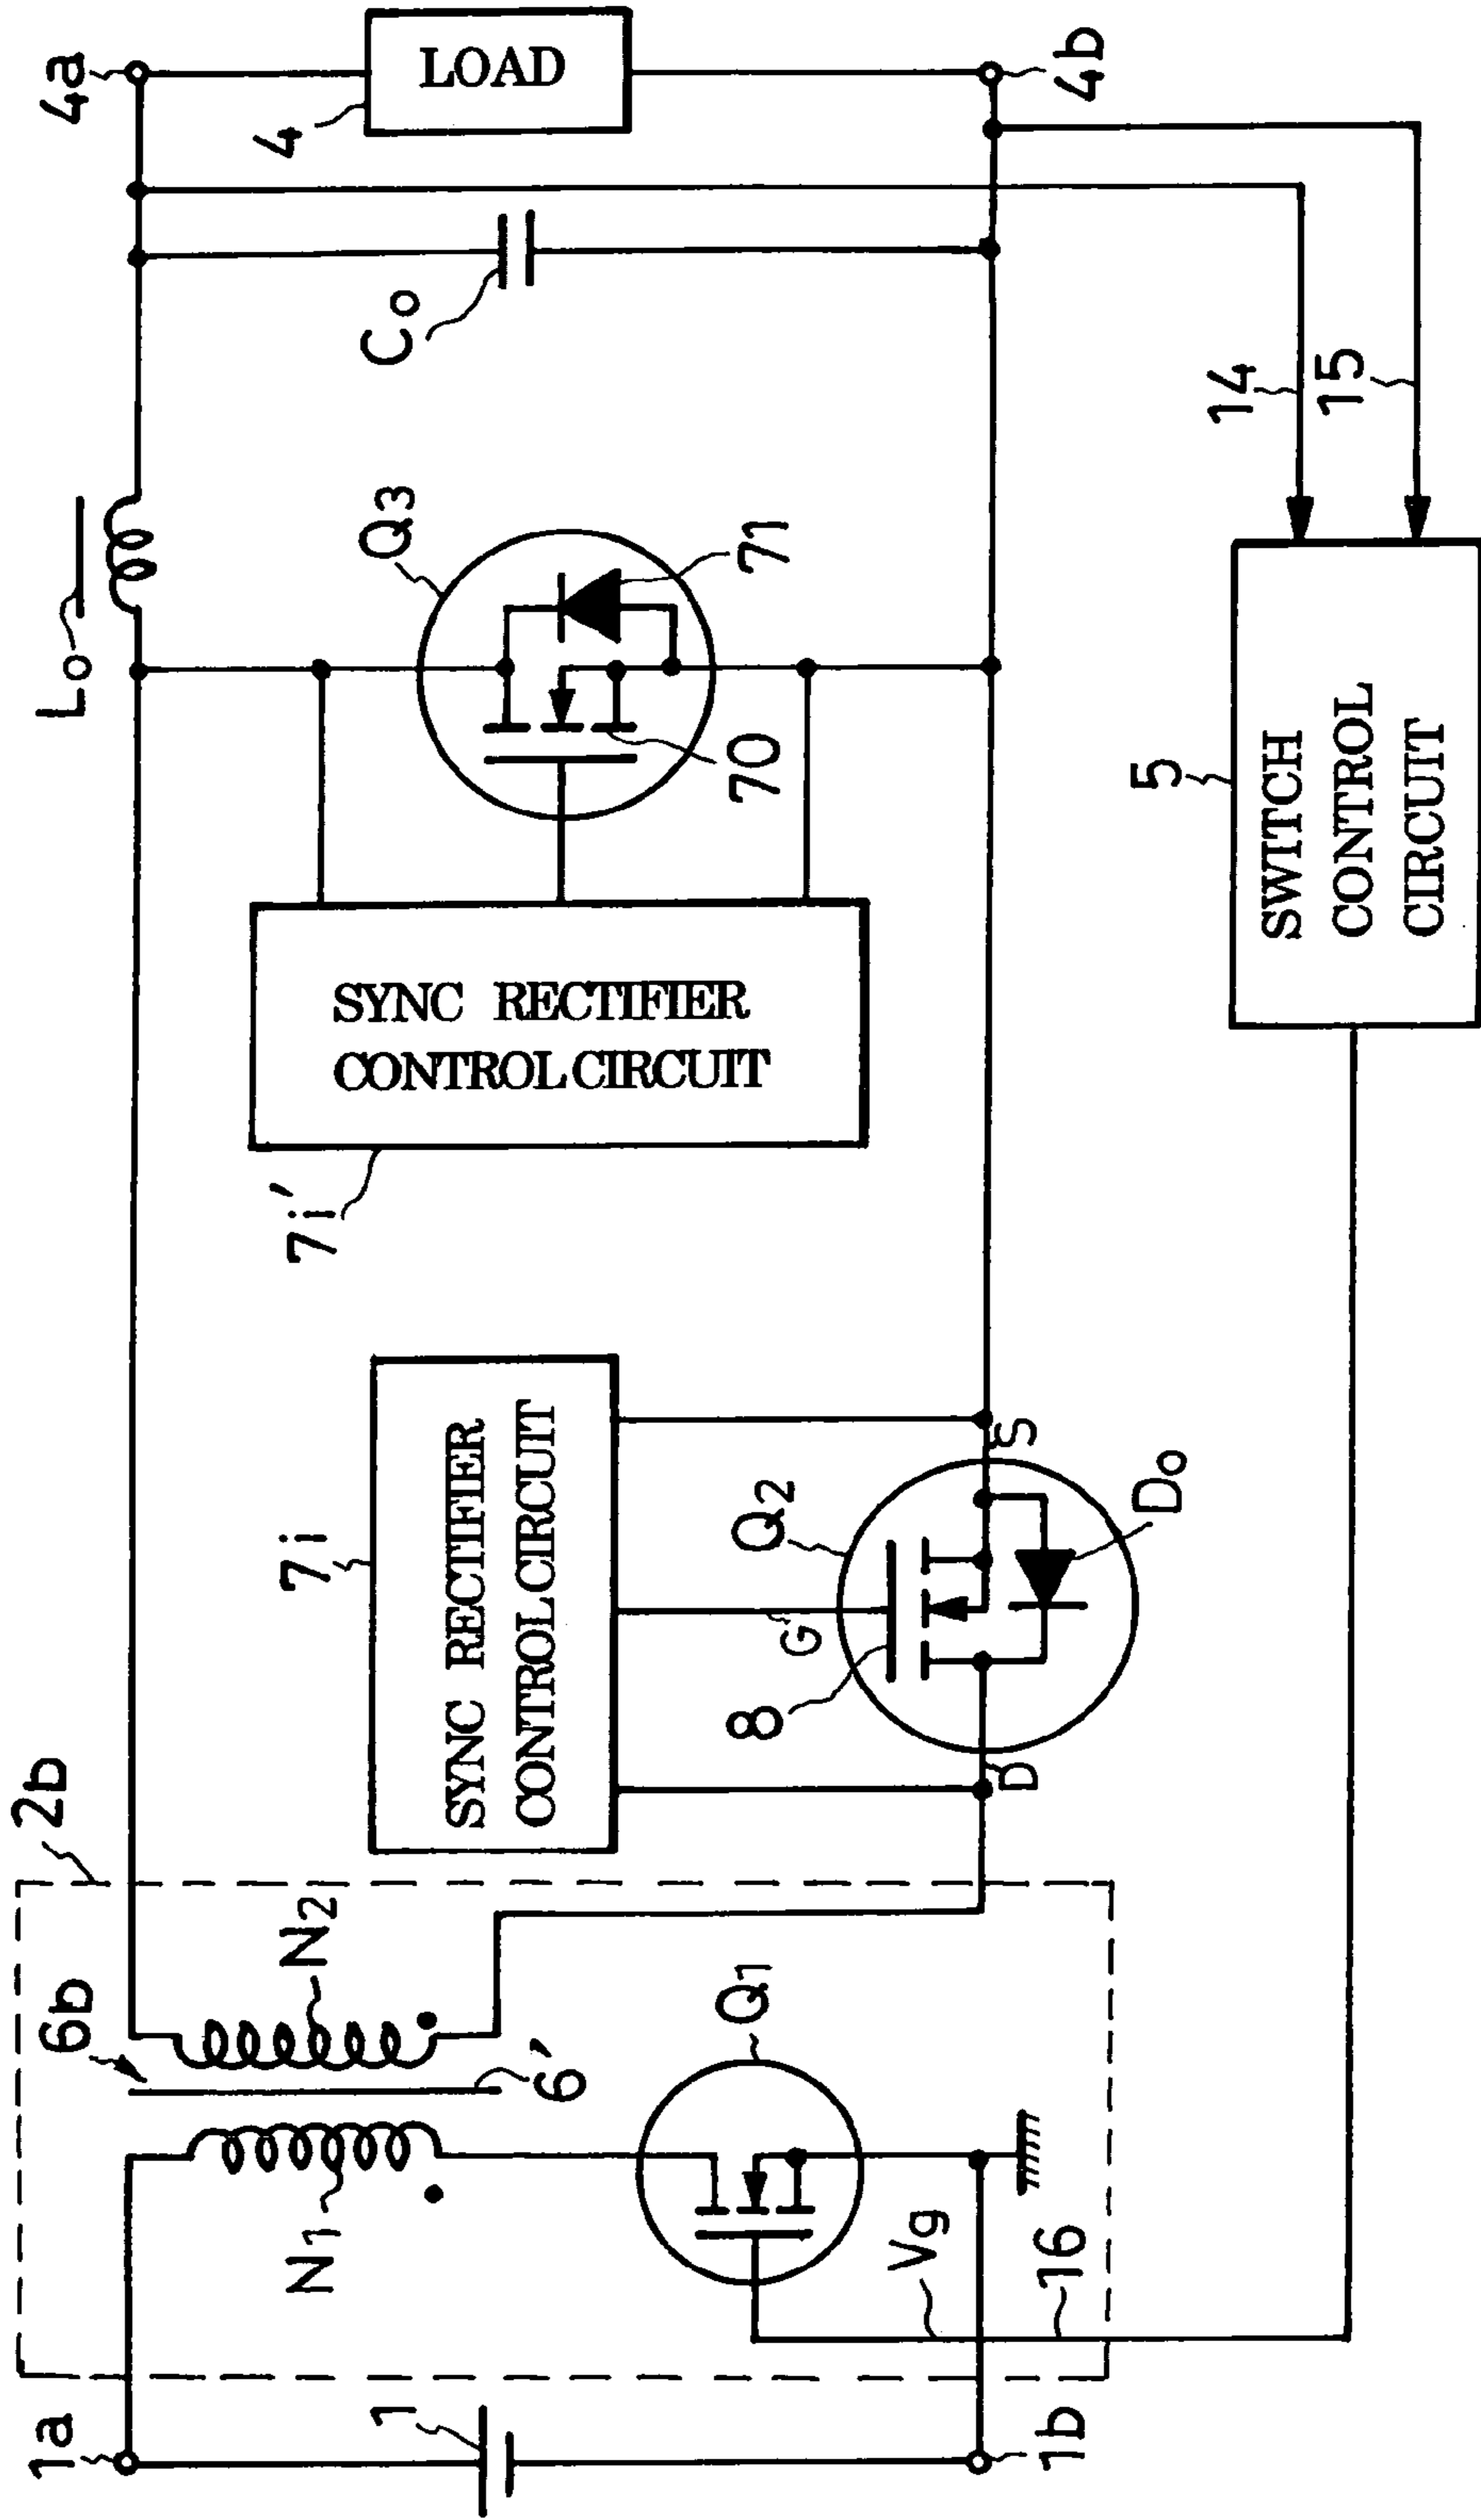 2b
6b
Lo
1a
4a
N1
N2
7i
SYNC RECTIFIER
CONTROL CIRCUIT
7i′
SYNC RECTIFIER
CONTROL CIRCUIT
Q3
Co
4
LOAD
1
6′
71
70
Q1
8
G
Q2
Vg
D
S
1b
16
Do
4b
5
14
15
SWITCH
CONTROL
CIRCUIT